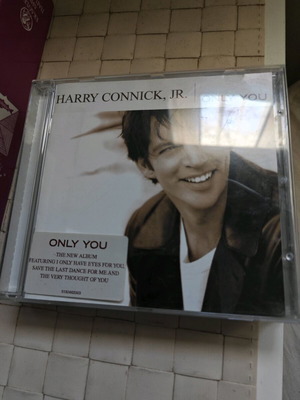 HARRY CONNICK, JR. ONLY YOU
ONLY YOU
THE NEW ALBUM
FEATURING I ONLY HAVE EYES FOR YOU,
SAVE THE LAST DANCE FOR ME AND
THE VERY THOUGHT OF YOU